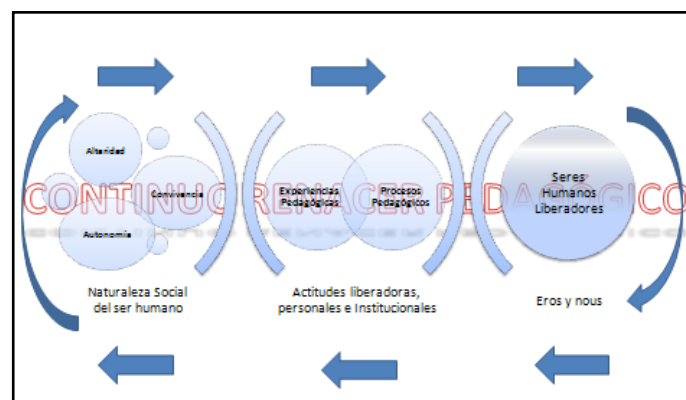 CONTINUO RENACER PEDAGÓGICO
Alteridad
Convivencia
Autonomía
Naturaleza Social
del ser humano
Experiencias
Pedagógicas
Procesos
Pedagógicos
Actitudes liberadoras,
personales e Institucionales
Seres
Humanos
Liberadores
Eros y nous